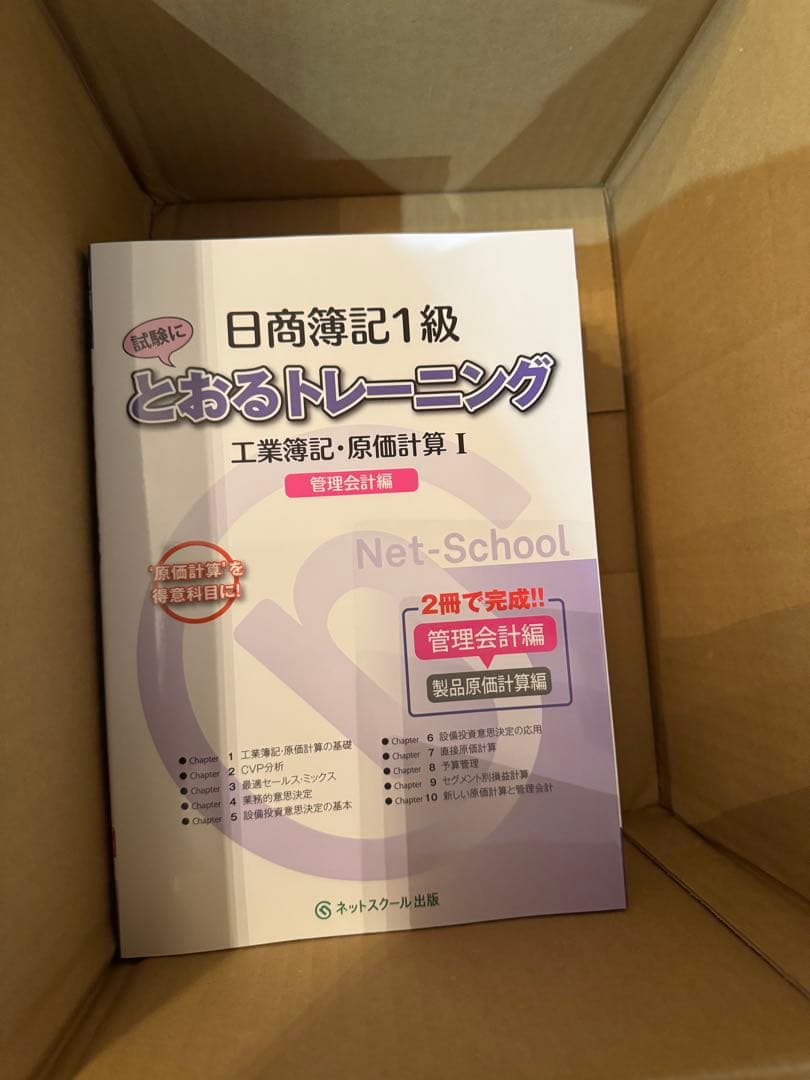 日商簿記1級
試験に
とおるトレーニング
工業簿記・原価計算 I
管理会計編
Net-School
"原価計算"を
得意科目に!
2冊で完成!!
管理会計編
製品原価計算編
● Chapter 1 工業簿記・原価計算の基礎
● Chapter 2 CVP分析
● Chapter 3 最適セールス・ミックス
● Chapter 4 業務的意思決定
● Chapter 5 設備投資意思決定の基本
● Chapter 6 設備投資意思決定の応用
● Chapter 7 直接原価計算
● Chapter 8 予算管理
● Chapter 9 セグメント別損益計算
● Chapter 10 新しい原価計算と管理会計
ネットスクール出版